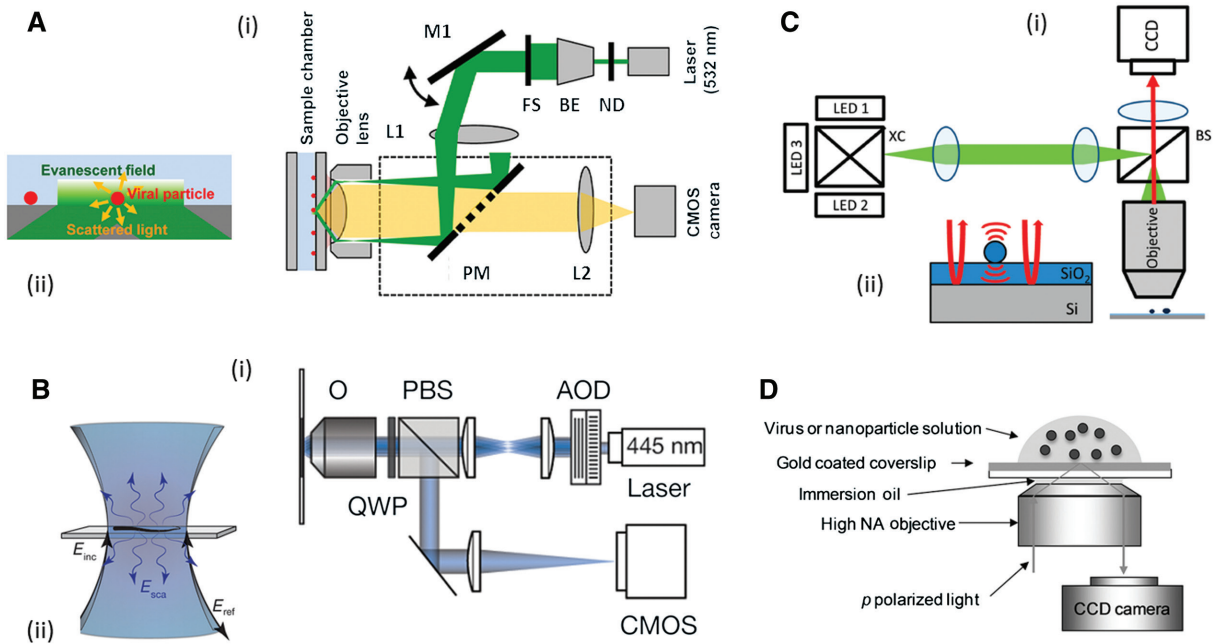 A
(i)
M1
Sample chamber
Objective
lens
L1
FS
BE
ND
Laser
(532 nm)
Evanescent field
Viral particle
Scattered light
(ii)
PM
L2
CMOS
camera
C
(i)
CCD
LED 1
LED 3
XC
BS
LED 2
Objective
(ii)
SiO2
Si
B
(i)
O
PBS
AOD
445 nm
Laser
QWP
CMOS
Einc
Esca
Eref
(ii)
D
Virus or nanoparticle solution
Gold coated coverslip
Immersion oil
High NA objective
p polarized light
CCD camera